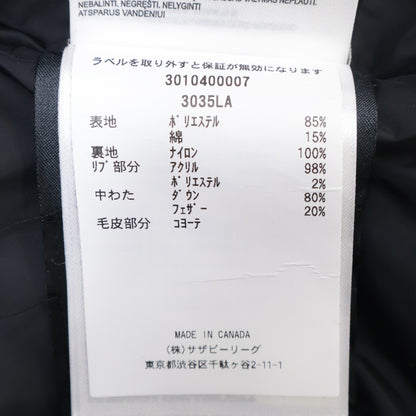 NEBALINTI. NEGRĘŠTI. NELYGINTI
ATSPARUS VANDENIUI
ラベルを取り外すと保証が無効になります
3010400007
3035LA
表地 ポリエステル 85%
綿 15%
裏地 ナイロン 100%
リブ部分 アクリル 98%
ポリエステル 2%
中わた ダウン 80%
フェザー 20%
毛皮部分 コヨーテ
MADE IN CANADA
(株)サザビーリーグ
東京都渋谷区千駄ヶ谷2-11-1